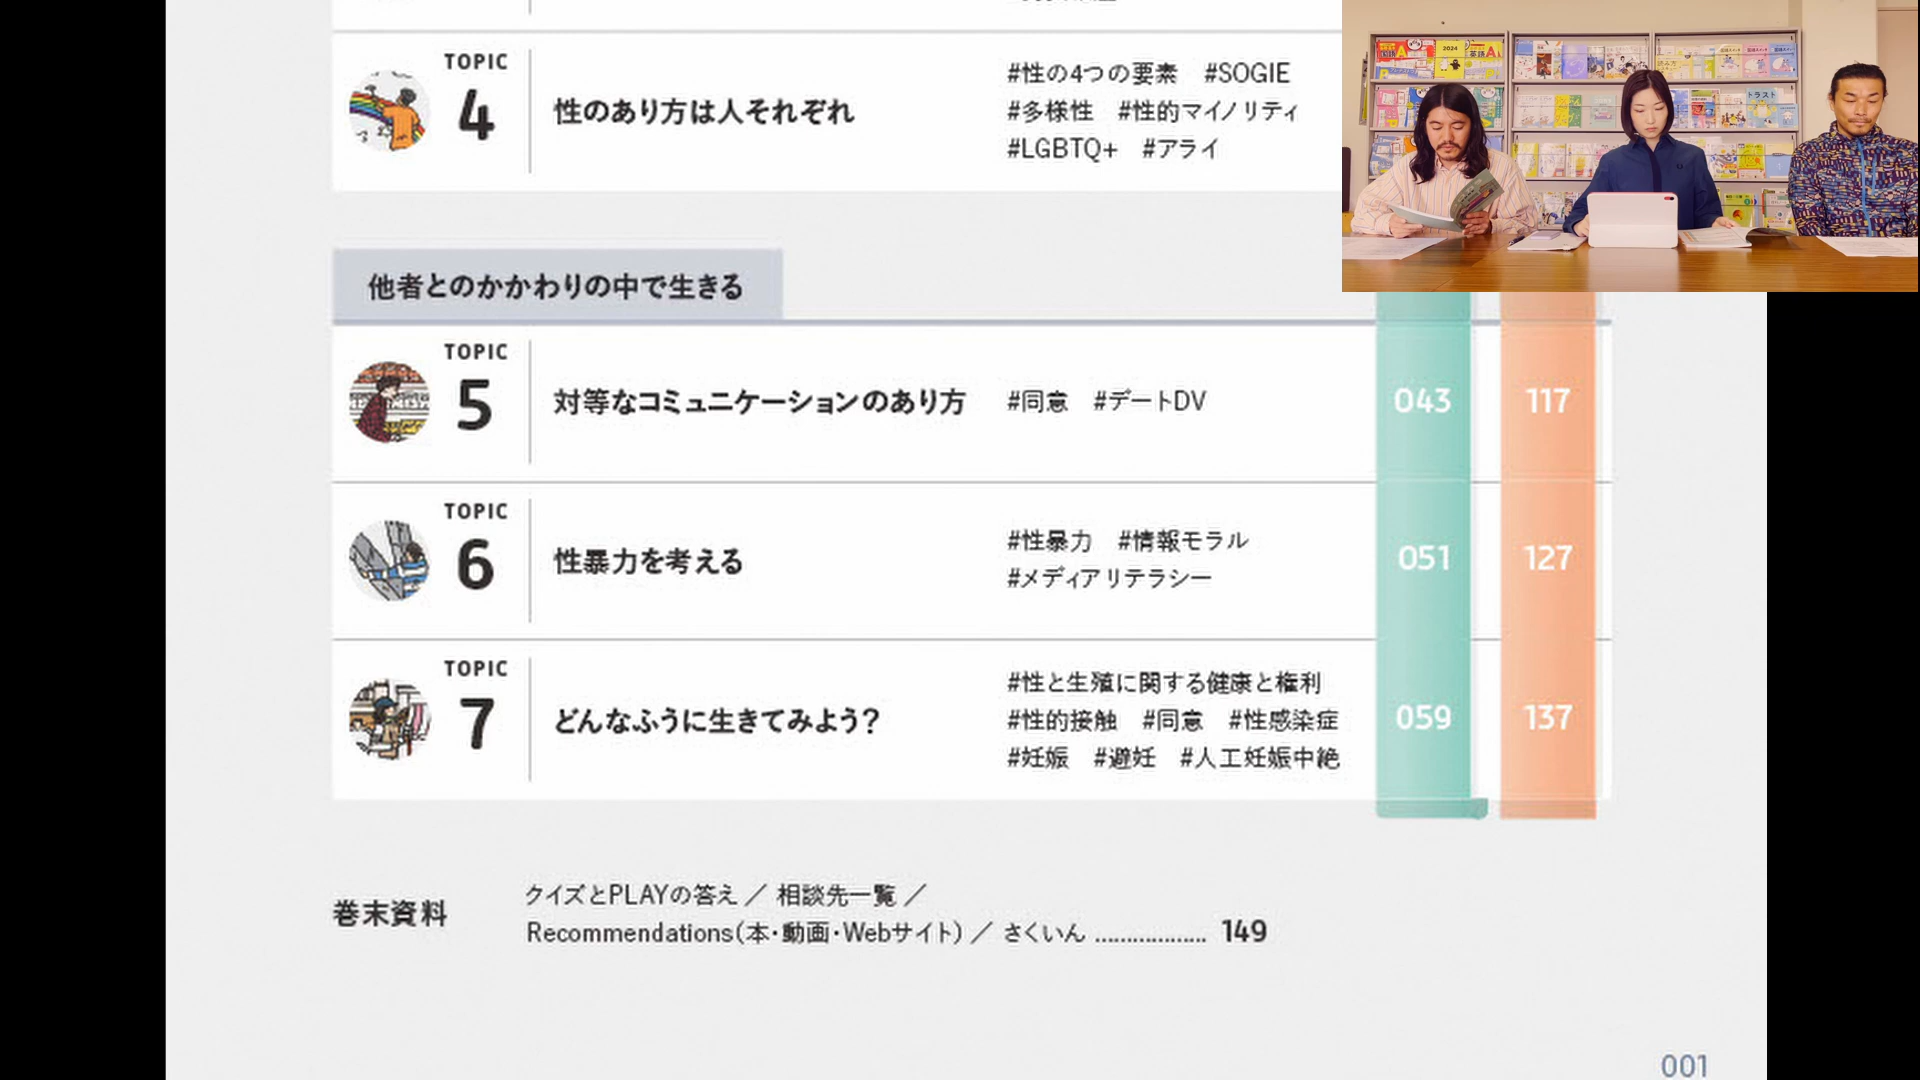 TOPIC
4
性のあり方は人それぞれ
#性の4つの要素 #SOGIE
#多様性 #性的マイノリティ
#LGBTQ+ #アライ
他者とのかかわりの中で生きる
TOPIC
5
対等なコミュニケーションのあり方
#同意 #デートDV
043
117
TOPIC
6
性暴力を考える
#性暴力 #情報モラル
#メディアリテラシー
051
127
TOPIC
7
どんなふうに生きてみよう?
#性と生殖に関する健康と権利
#性的接触 #同意 #性感染症
#妊娠 #避妊 #人工妊娠中絶
059
137
巻末資料
クイズとPLAYの答え / 相談先一覧 /
Recommendations(本・動画・Webサイト) / さくいん .................. 149
001
2024
トラスト